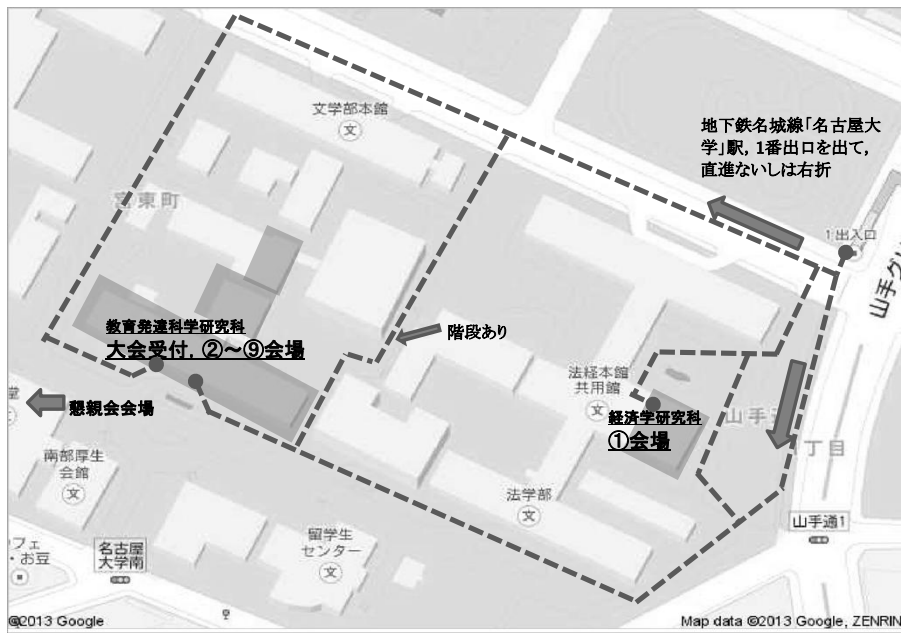 文学部本館
文
地下鉄名城線「名古屋大
学」駅，1番出口を出て，
直進ないしは右折
宮東町
1出入口
山手グリ
階段あり
教育発達科学研究科
大会受付，②～⑨会場
法経本館
共用館
文
堂
懇親会会場
経済学研究科
①会場
山手通
丁目
南部厚生
会館
文
法学部
文
山手通1
留学生
センター
文
フェ
・お豆
名古屋
大学南
©2013 Google
Map data ©2013 Google, ZENRIN